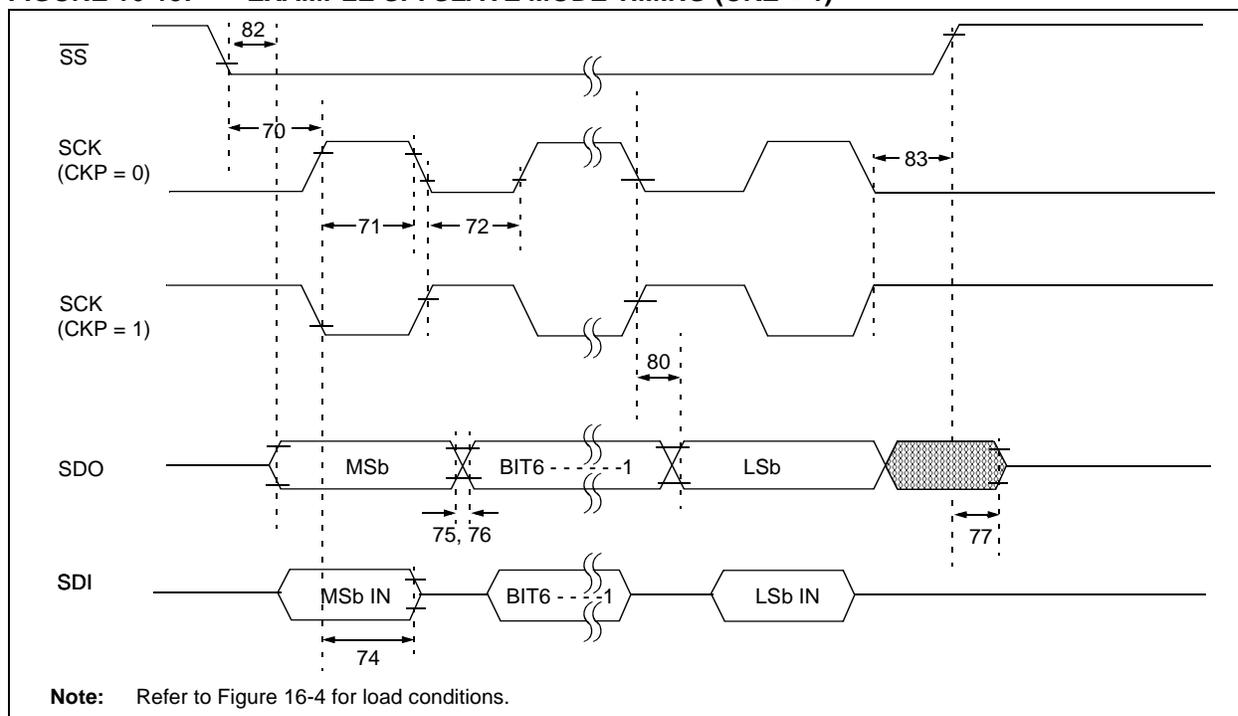 82
SS
70
SCK
(CKP = 0)
83
71
72
SCK
(CKP = 1)
80
SDO
MSb
BIT6 - - - - - -1
LSb
75, 76
77
SDI
MSb IN
BIT6 - - - -1
LSb IN
74
Note: Refer to Figure 16-4 for load conditions.